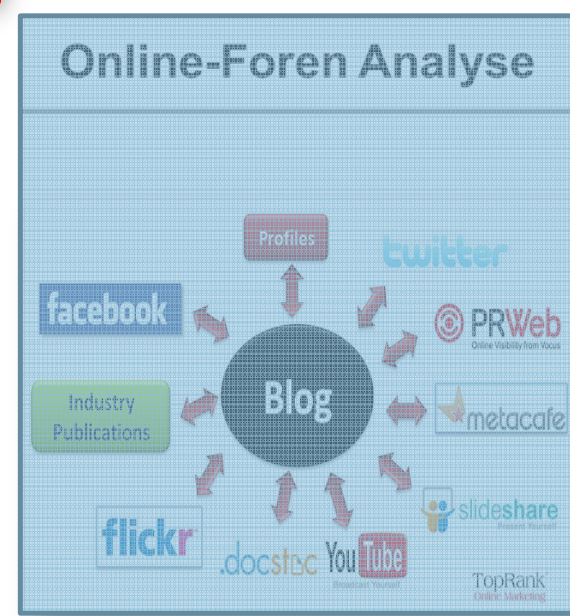 Online-Foren Analyse
Profiles
twitter
facebook
PRWeb
Online Visibility from Vocus
Blog
Industry
Publications
metacafe
slideshare
Present Yourself
flickr
.docstoc
YouTube
Broadcast Yourself
TopRank
Online Marketing